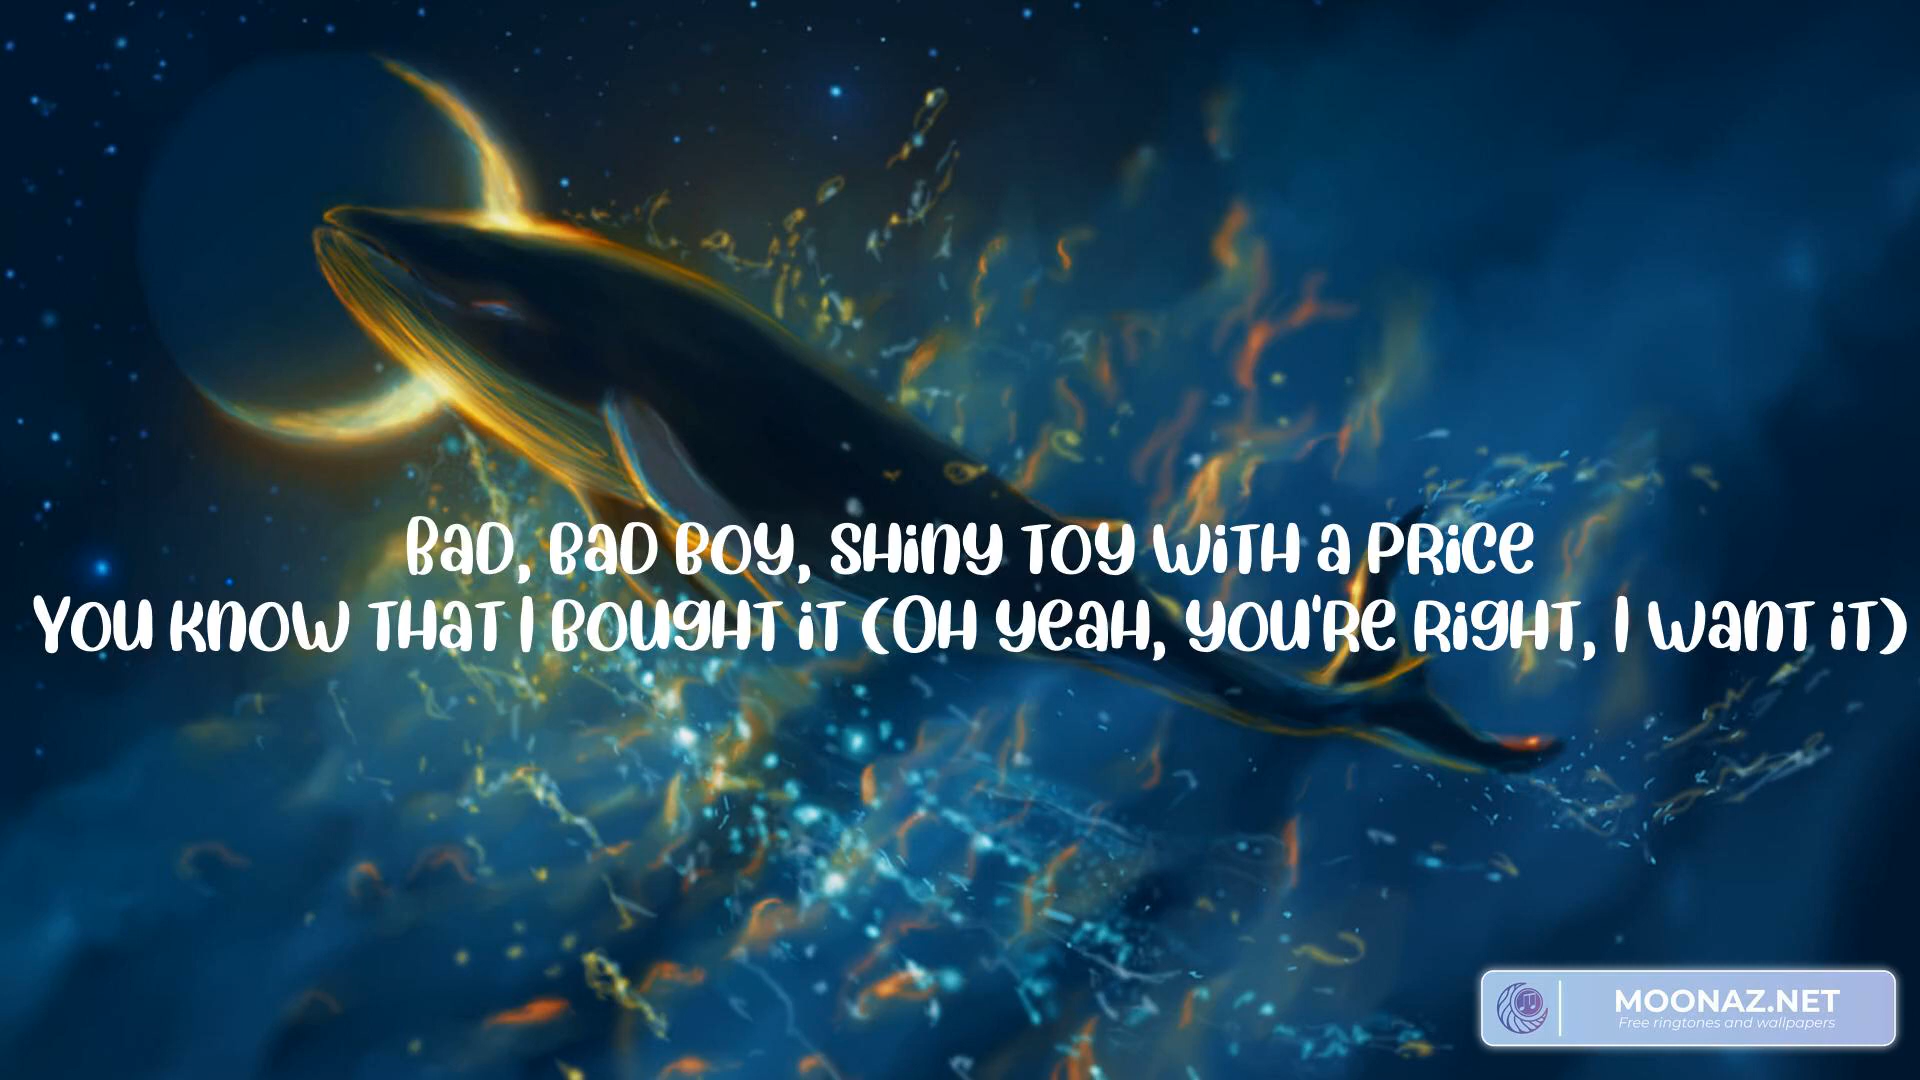 Bad, bad boy, shiny toy with a price
You know that I bought it (Oh yeah, you're right, I want it)
MOONAZ.NET
Free ringtones and wallpapers